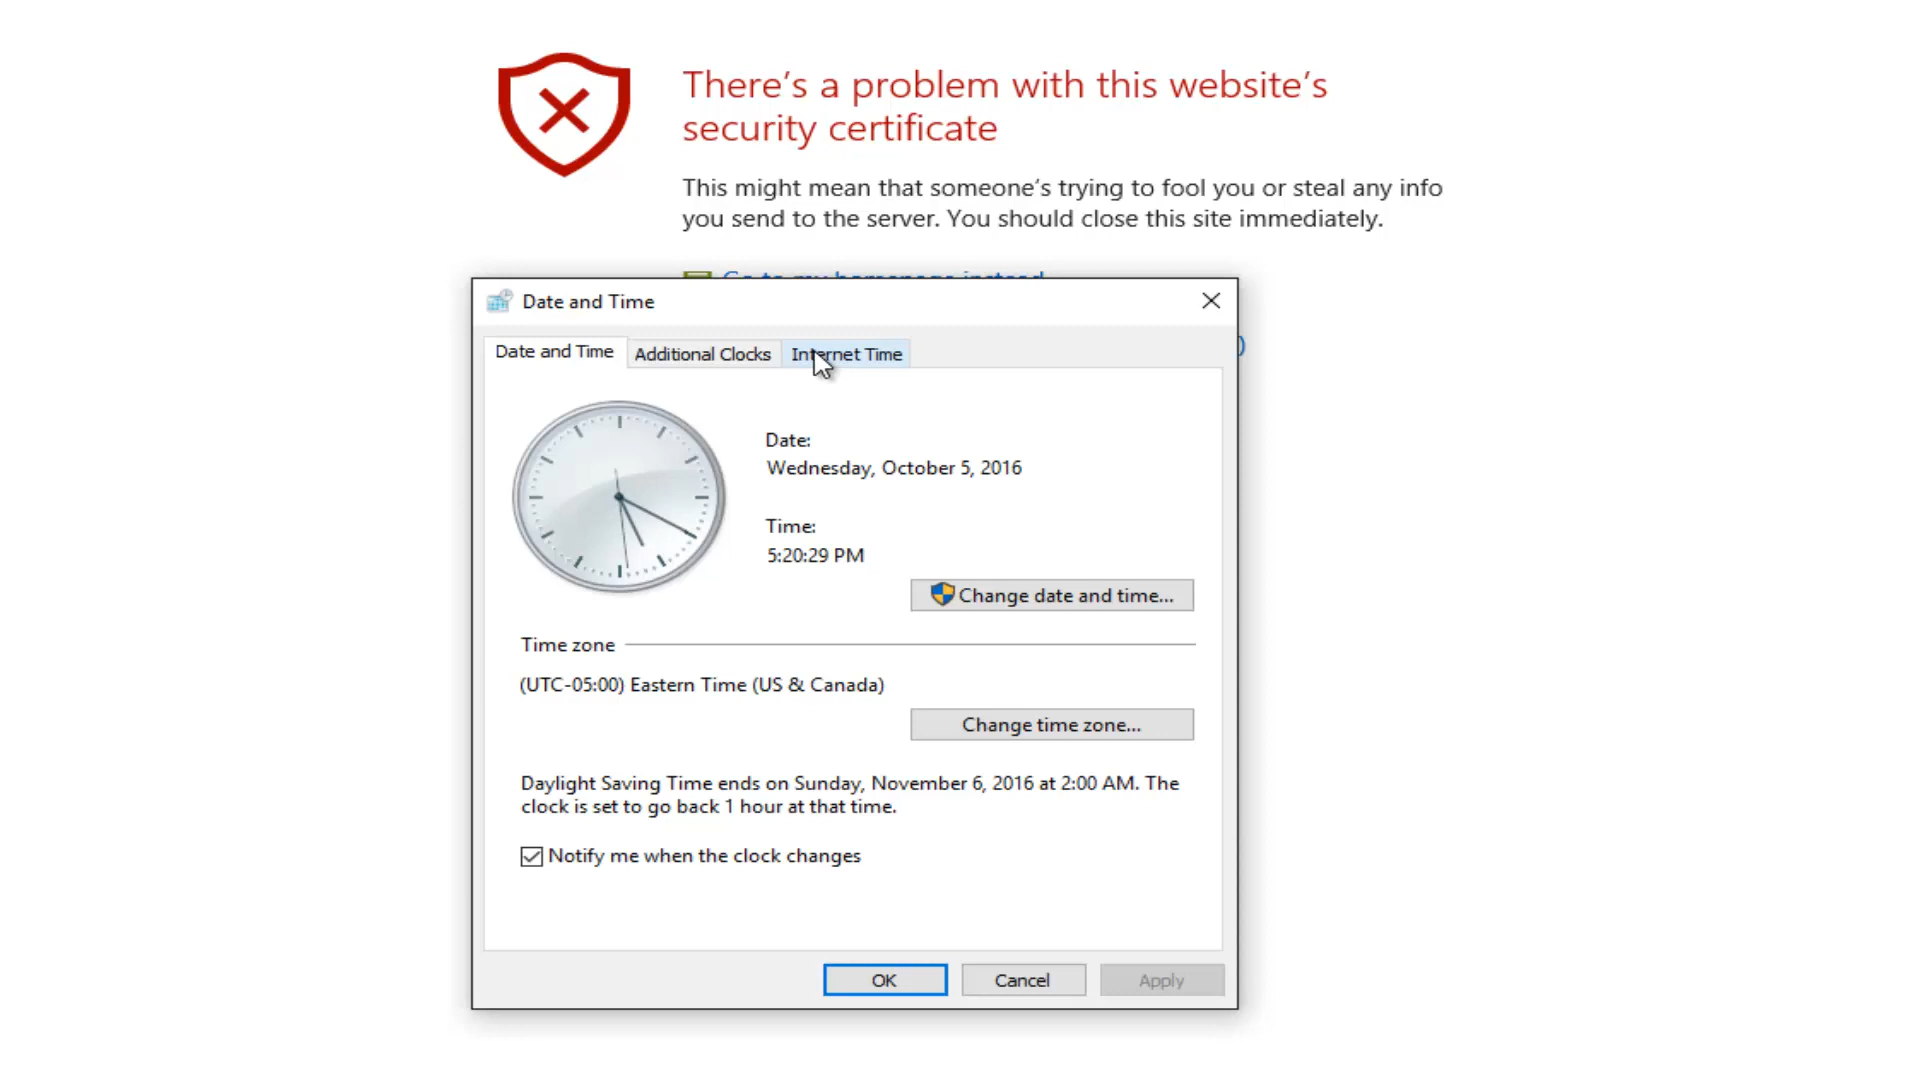 There's a problem with this website's
security certificate
This might mean that someone's trying to fool you or steal any info
you send to the server. You should close this site immediately.
Go to my homepage instead
Date and Time
Date and Time
Additional Clocks
Internet Time
)
Date:
Wednesday, October 5, 2016
Time:
5:20:29 PM
Change date and time...
Time zone
(UTC-05:00) Eastern Time (US & Canada)
Change time zone...
Daylight Saving Time ends on Sunday, November 6, 2016 at 2:00 AM. The
clock is set to go back 1 hour at that time.
Notify me when the clock changes
OK
Cancel
Apply